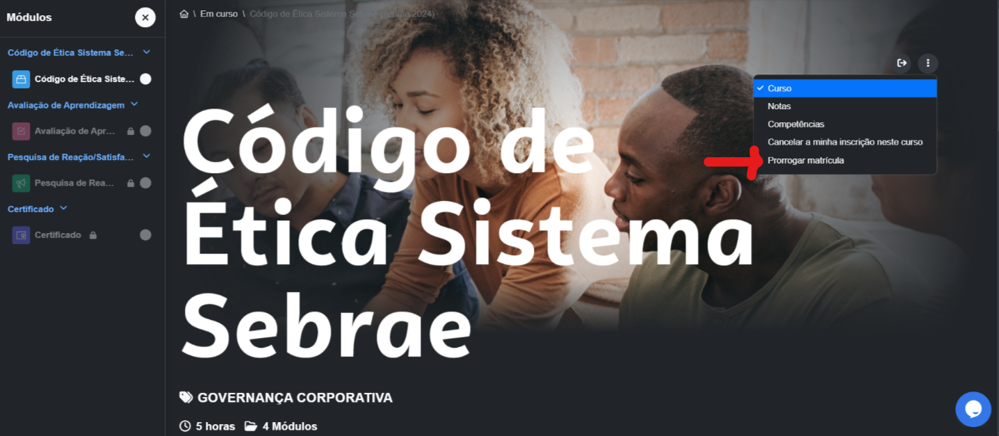 Módulos
Código de Ética Sistema Se...
Código de Ética Siste...
Avaliação de Aprendizagem
Avaliação de Apr...
Pesquisa de Reação/Satisfa...
Pesquisa de Rea...
Certificado
Certificado
\ Em curso \ Código de Ética Sistema Sebrae (versão 2024)
Curso
Notas
Competências
Cancelar a minha inscrição neste curso
Prorrogar matrícula
Código de
Ética Sistema
Sebrae
GOVERNANÇA CORPORATIVA
5 horas 4 Módulos